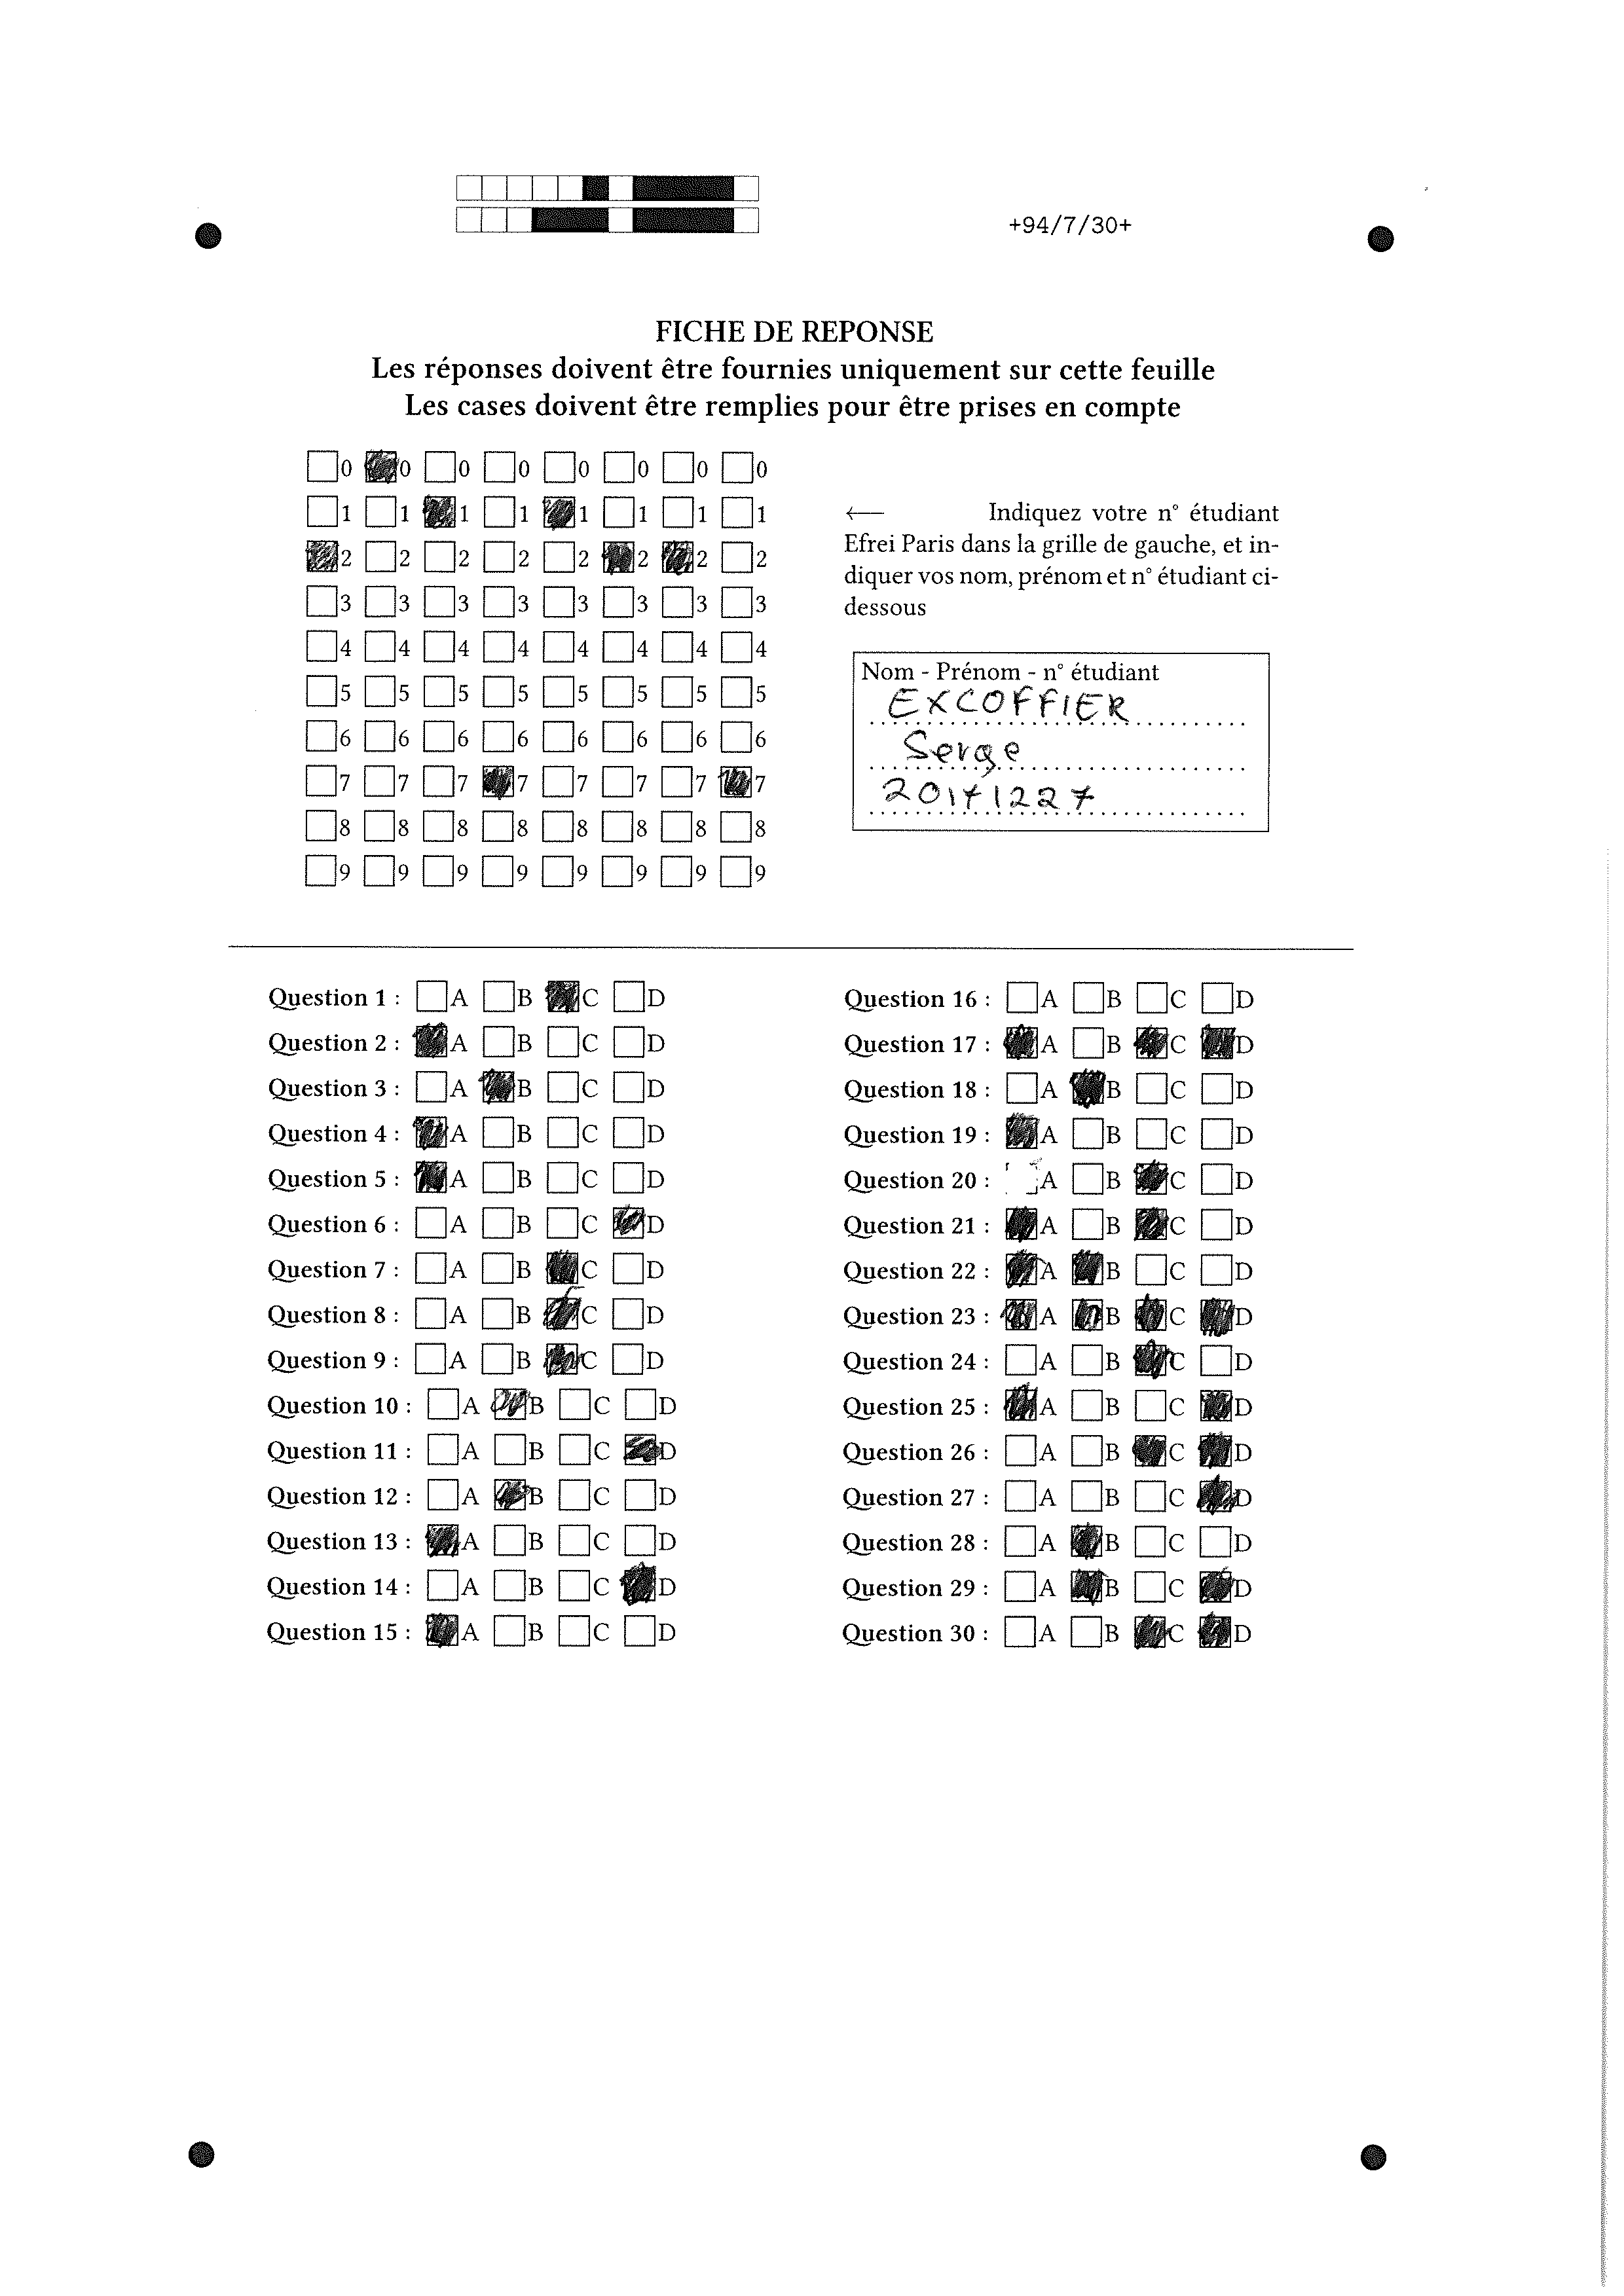 +94/7/30+
FICHE DE REPONSE
Les réponses doivent être fournies uniquement sur cette feuille
Les cases doivent être remplies pour être prises en compte
0 0 0 0 0 0 0 0
1 1 1 1 1 1 1 1
2 2 2 2 2 2 2 2
3 3 3 3 3 3 3 3
4 4 4 4 4 4 4 4
5 5 5 5 5 5 5 5
6 6 6 6 6 6 6 6
7 7 7 7 7 7 7 7
8 8 8 8 8 8 8 8
9 9 9 9 9 9 9 9
← Indiquez votre n° étudiant
Efrei Paris dans la grille de gauche, et in-
diquer vos nom, prénom et n° étudiant ci-
dessous
Nom - Prénom - n° étudiant
EXCOFFIER
Serge
20171227
Question 1 : A B C D
Question 2 : A B C D
Question 3 : A B C D
Question 4 : A B C D
Question 5 : A B C D
Question 6 : A B C D
Question 7 : A B C D
Question 8 : A B C D
Question 9 : A B C D
Question 10 : A B C D
Question 11 : A B C D
Question 12 : A B C D
Question 13 : A B C D
Question 14 : A B C D
Question 15 : A B C D
Question 16 : A B C D
Question 17 : A B C D
Question 18 : A B C D
Question 19 : A B C D
Question 20 : A B C D
Question 21 : A B C D
Question 22 : A B C D
Question 23 : A B C D
Question 24 : A B C D
Question 25 : A B C D
Question 26 : A B C D
Question 27 : A B C D
Question 28 : A B C D
Question 29 : A B C D
Question 30 : A B C D